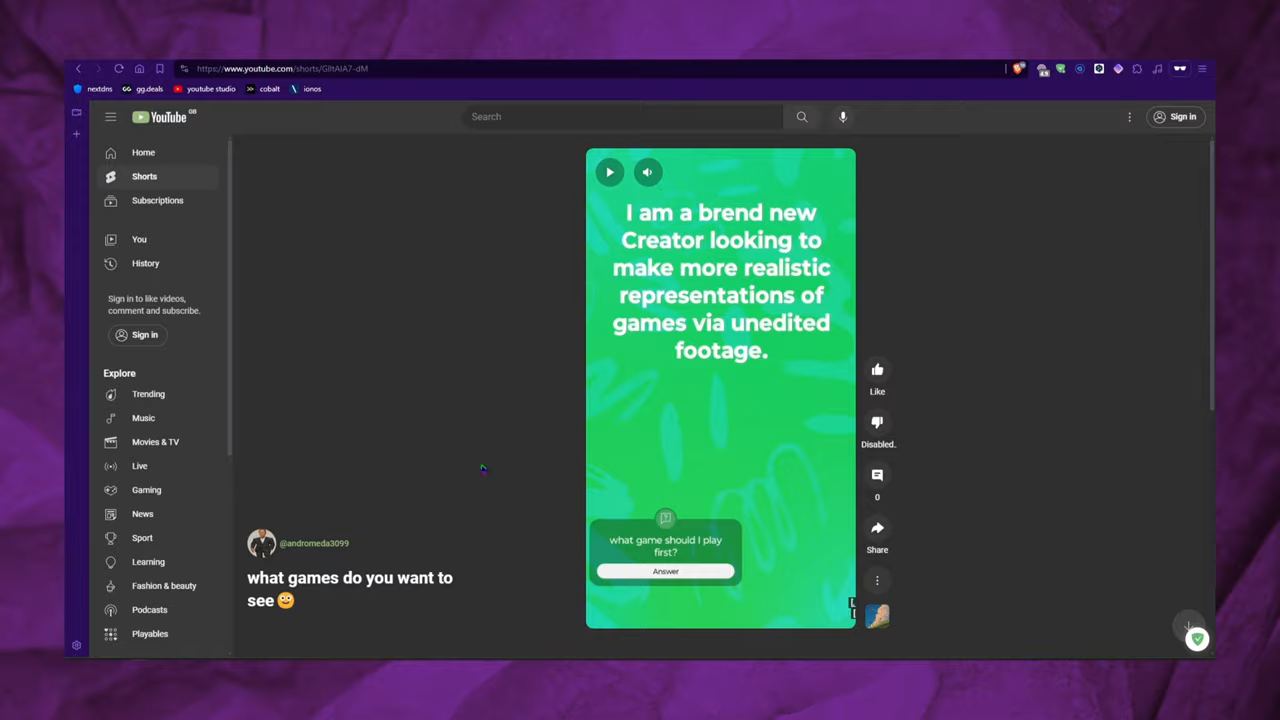 https://www.youtube.com/shorts/GlltAIA7-dM
nextdns
gg.deals
youtube studio
cobalt
ionos
YouTube GB
Search
Sign in
Home
Shorts
Subscriptions
You
History
Sign in to like videos,
comment and subscribe.
Sign in
Explore
Trending
Music
Movies & TV
Live
Gaming
News
Sport
Learning
Fashion & beauty
Podcasts
Playables
I am a brend new
Creator looking to
make more realistic
representations of
games via unedited
footage.
what game should I play
first?
Answer
@andromeda3099
what games do you want to
see
Like
Disabled.
0
Share